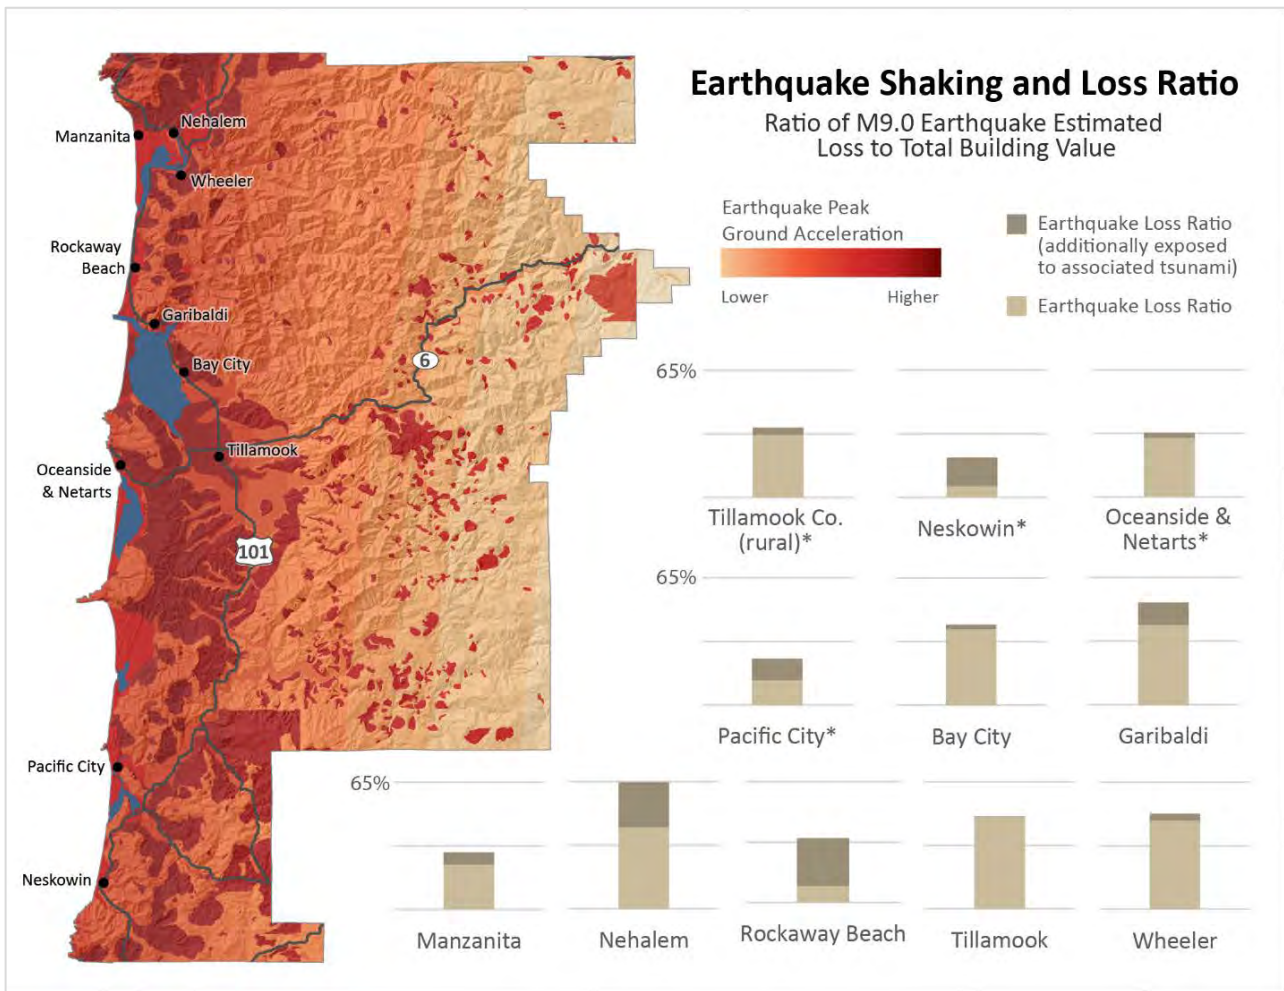 Earthquake Shaking and Loss Ratio
Ratio of M9.0 Earthquake Estimated
Loss to Total Building Value
Earthquake Peak
Ground Acceleration
Lower
Higher
Earthquake Loss Ratio
(additionally exposed
to associated tsunami)
Earthquake Loss Ratio
Manzanita
Nehalem
Wheeler
Rockaway
Beach
Garibaldi
Bay City
6
Tillamook
Oceanside
& Netarts
101
Pacific City
Neskowin
65%
Tillamook Co.
(rural)*
Neskowin*
Oceanside &
Netarts*
65%
Pacific City*
Bay City
Garibaldi
65%
Manzanita
Nehalem
Rockaway Beach
Tillamook
Wheeler